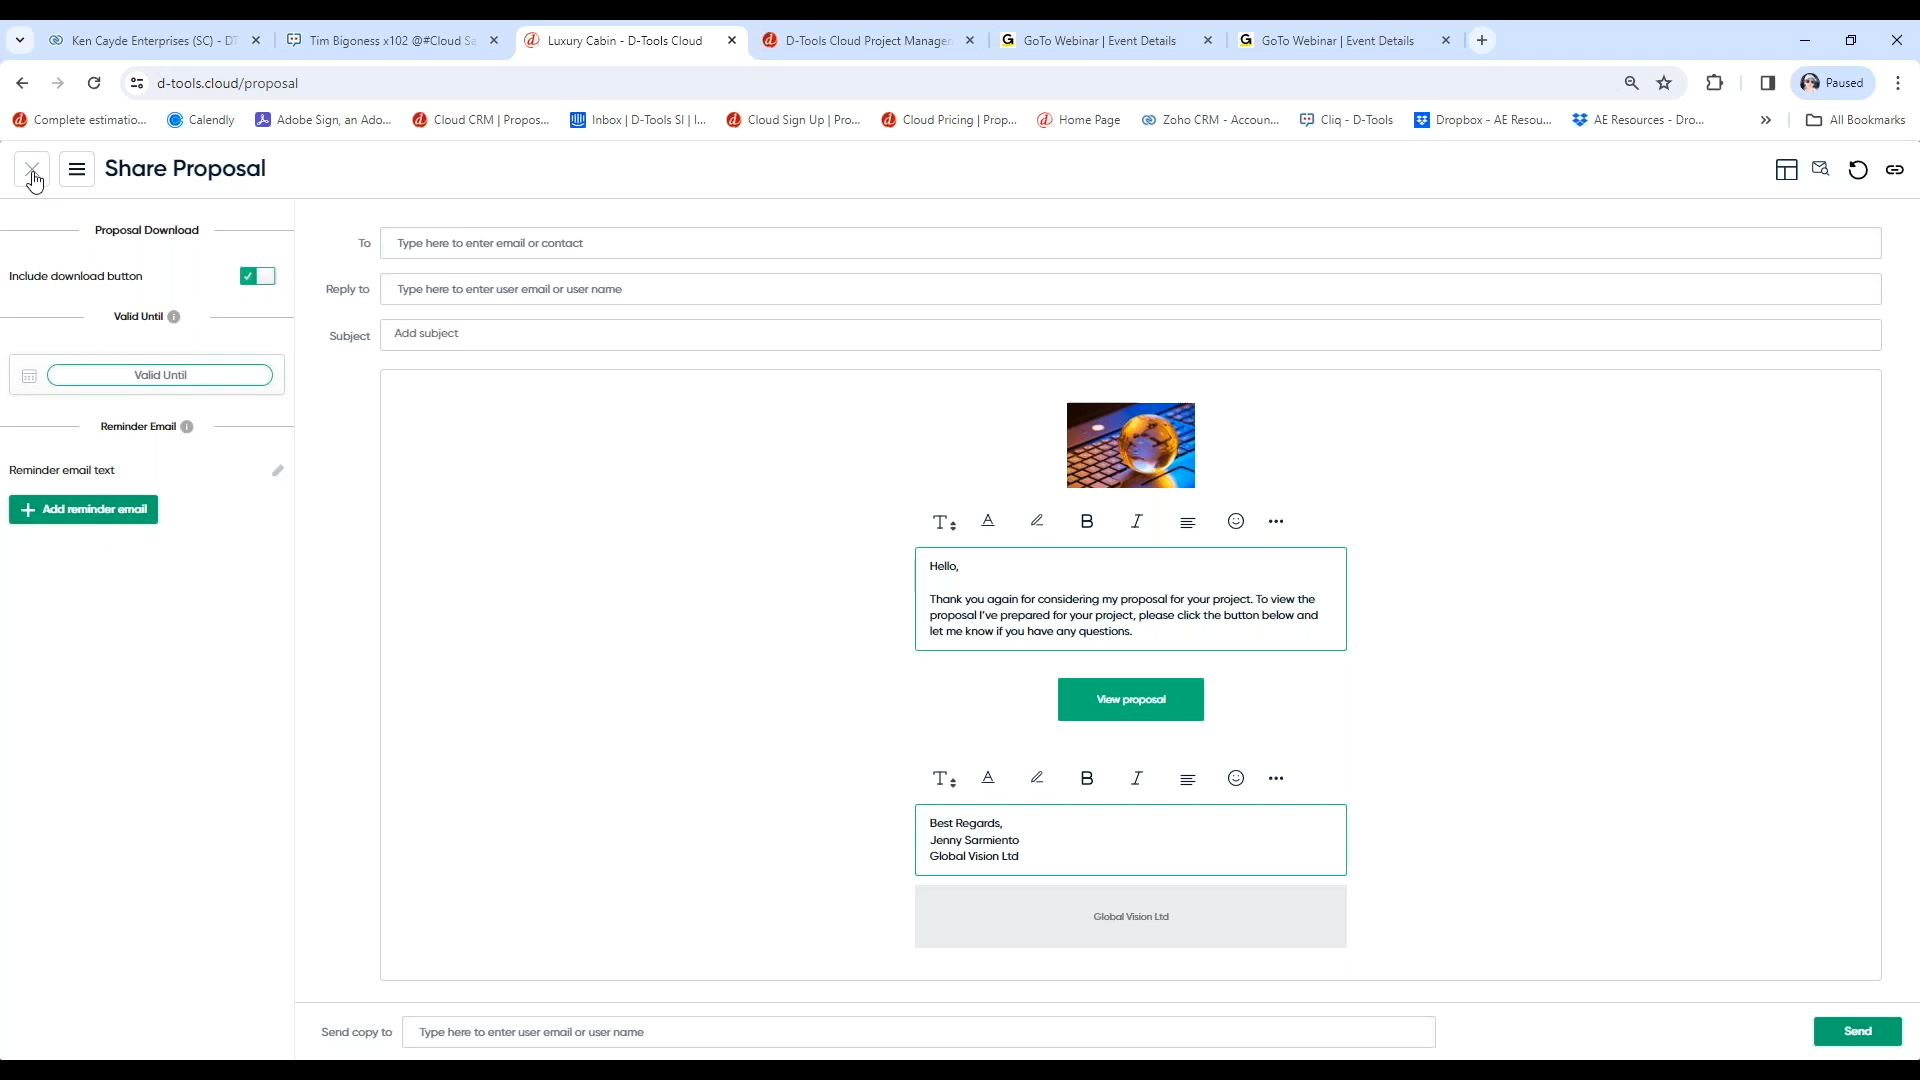 Ken Cayde Enterprises (SC) - DT
Tim Bigoness x102 @#Cloud Sa
Luxury Cabin - D-Tools Cloud
D-Tools Cloud Project Manager
GoTo Webinar | Event Details
GoTo Webinar | Event Details
d-tools.cloud/proposal
Paused
Complete estimatio...
Calendly
Adobe Sign, an Ado...
Cloud CRM | Propos...
Inbox | D-Tools SI | I...
Cloud Sign Up | Pro...
Cloud Pricing | Prop...
Home Page
Zoho CRM - Accoun...
Cliq - D-Tools
Dropbox - AE Resou...
AE Resources - Dro...
All Bookmarks
Share Proposal
Proposal Download
Include download button
Valid Until
Valid Until
Reminder Email
Reminder email text
Add reminder email
To
Type here to enter email or contact
Reply to
Type here to enter user email or user name
Subject
Add subject
Hello,
Thank you again for considering my proposal for your project. To view the
proposal I've prepared for your project, please click the button below and
let me know if you have any questions.
View proposal
Best Regards,
Jenny Sarmiento
Global Vision Ltd
Global Vision Ltd
Send copy to
Type here to enter user email or user name
Send